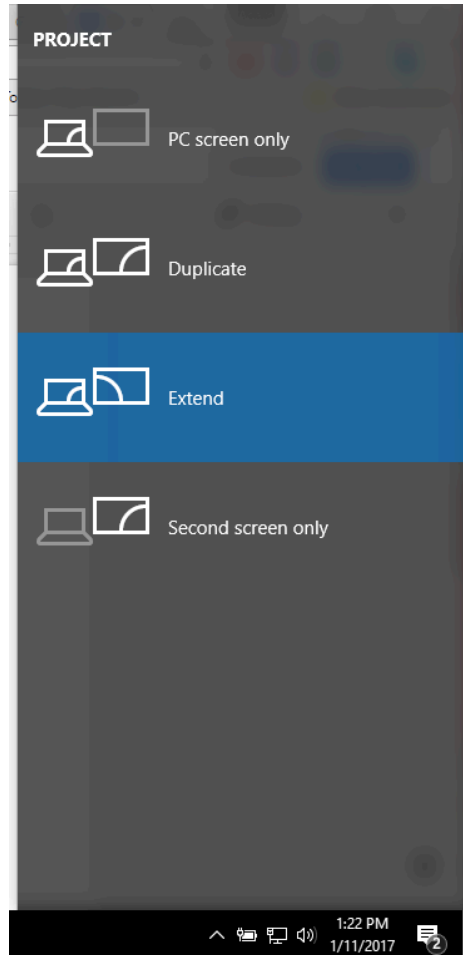 PROJECT
PC screen only
Duplicate
Extend
Second screen only
1:22 PM
1/11/2017
2